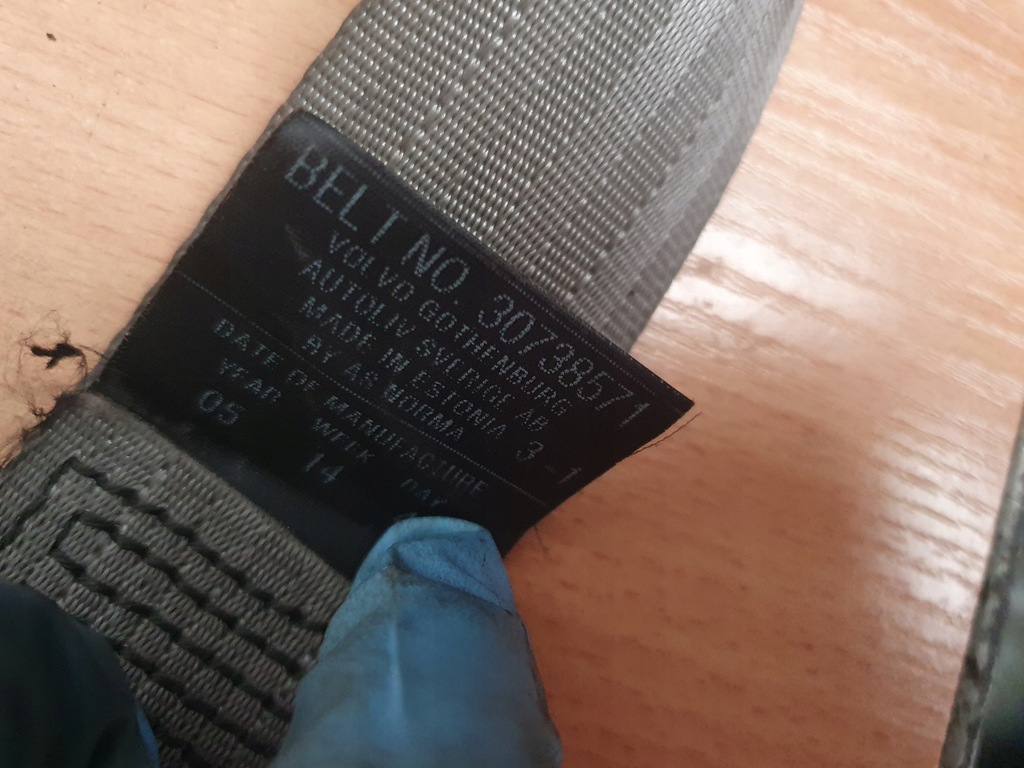 BELT NO. 30738571
VOLVO GOTHENBURG
AUTOLIV SVERIGE AB
MADE IN ESTONIA 3-1
BY AS NORMA
DATE OF MANUFACTURE
YEAR WEEK DAY
05 14